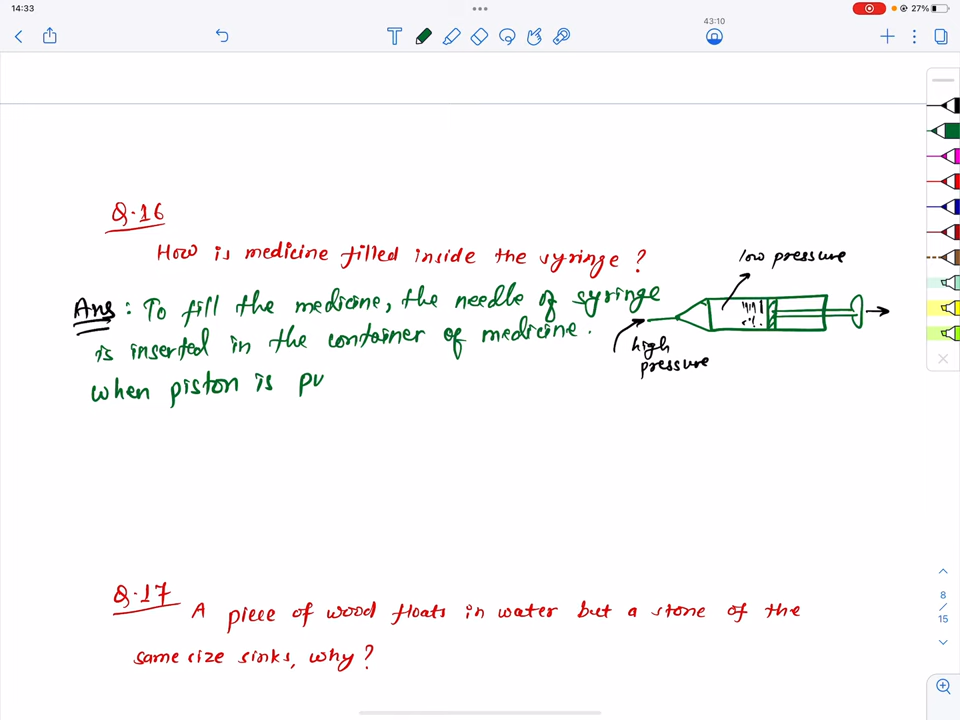 14:33
27%
43:10
T
Q.16
How is medicine filled inside the syringe ?
low pressure
Ans : To fill the medicine, the needle of syringe
is inserted in the container of medicine.
high
pressure
when piston is pu
Q.17
A piece of wood floats in water but a stone of the
same size sinks, why ?
8
/
15